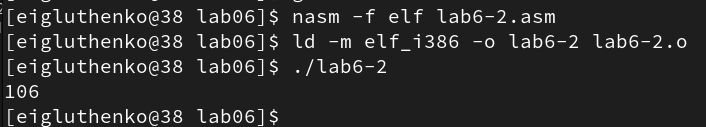 [eigluthenko@38 lab06]$ nasm -f elf lab6-2.asm
[eigluthenko@38 lab06]$ ld -m elf_i386 -o lab6-2 lab6-2.o
[eigluthenko@38 lab06]$ ./lab6-2
106
[eigluthenko@38 lab06]$